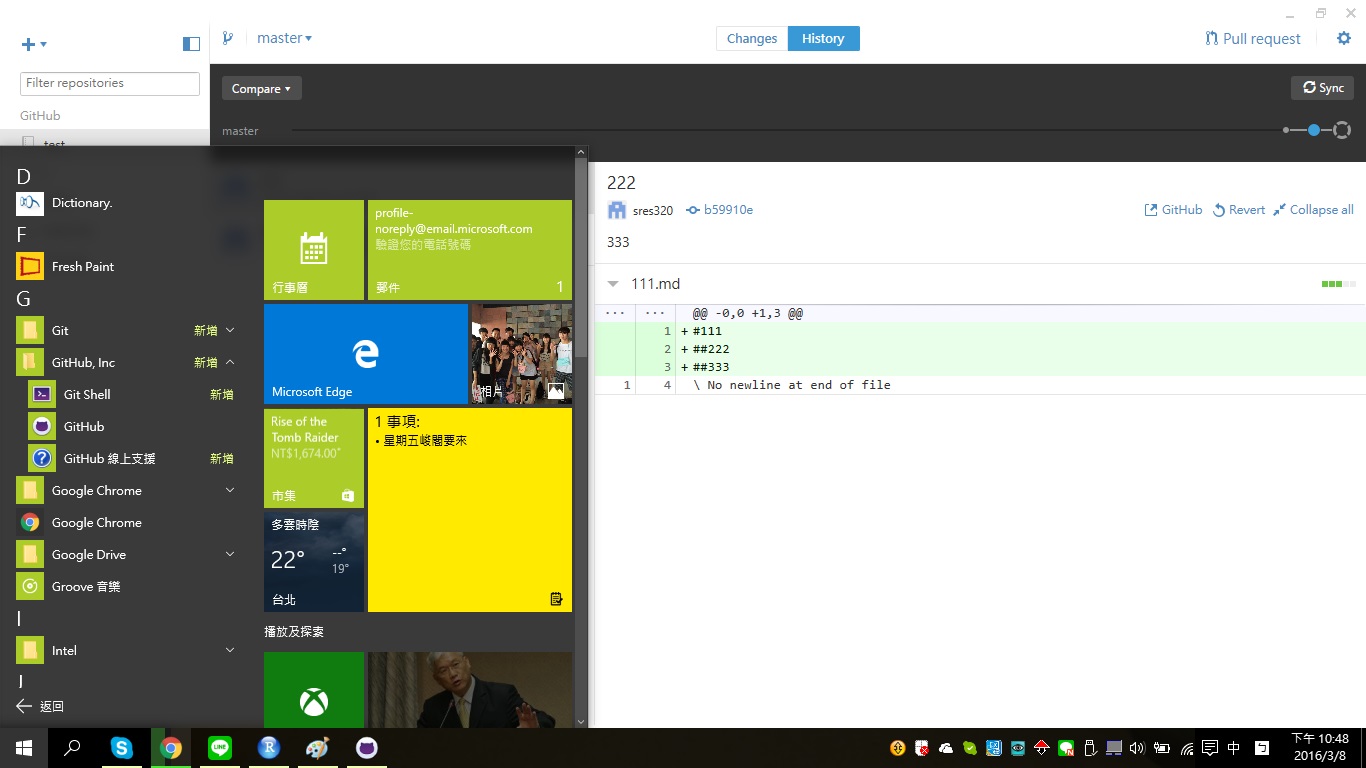 master
Changes
History
Pull request
Filter repositories
GitHub
test
Compare
Sync
master
D
Dictionary.
F
Fresh Paint
G
Git 新增
GitHub, Inc 新增
Git Shell 新增
GitHub
GitHub 線上支援 新增
Google Chrome
Google Chrome
Google Drive
Groove 音樂
I
Intel
J
返回
行事曆
profile-
noreply@email.microsoft.com
驗證您的電話號碼
郵件 1
Microsoft Edge
相片
Rise of the
Tomb Raider
NT$1,674.00
市集
1 事項:
• 星期五峻閣要來
多雲時陰
22° --°
19°
台北
播放及探索
222
sres320 b59910e
GitHub Revert Collapse all
333
111.md
··· ··· @@ -0,0 +1,3 @@
1 + #111
2 + ##222
3 + ##333
1 4 \ No newline at end of file
中
下午 10:48
2016/3/8